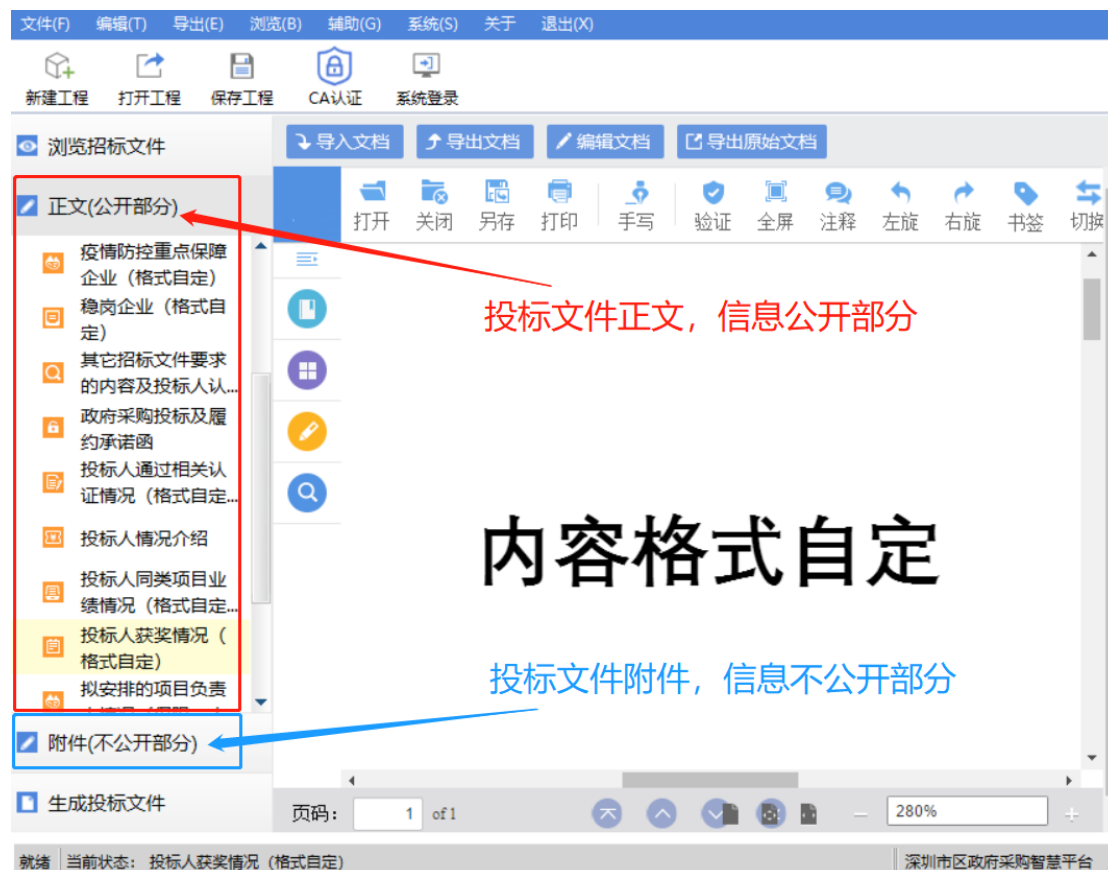 文件(F) 编辑(T) 导出(E) 浏览(B) 辅助(G) 系统(S) 关于 退出(X)
新建工程 打开工程 保存工程 CA认证 系统登录
浏览招标文件
导入文档 导出文档 编辑文档 导出原始文档
正文(公开部分)
打开 关闭 另存 打印 手写 验证 全屏 注释 左旋 右旋 书签 切换
疫情防控重点保障
企业（格式自定）
稳岗企业（格式自
定）
其它招标文件要求
的内容及投标人认...
政府采购投标及履
约承诺函
投标人通过相关认
证情况（格式自定...
投标人情况介绍
投标人同类项目业
绩情况（格式自定...
投标人获奖情况（
格式自定）
拟安排的项目负责
投标文件正文，信息公开部分
内容格式自定
投标文件附件，信息不公开部分
附件(不公开部分)
生成投标文件
页码: 1 of 1 280%
就绪 当前状态: 投标人获奖情况（格式自定） 深圳市区政府采购智慧平台